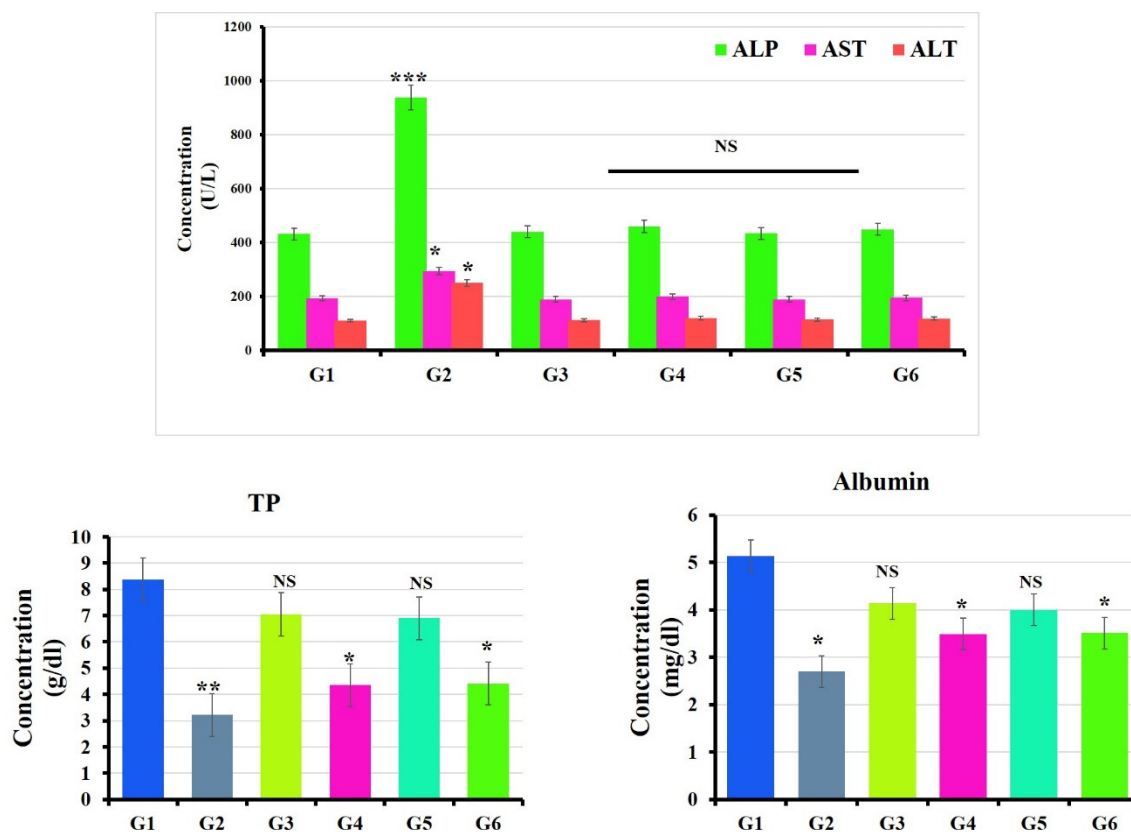 1200
ALP AST ALT
***
1000
800
NS
600
400
* *
200
0
Concentration
(U/L)
G1 G2 G3 G4 G5 G6
TP
10
9
8
7
6
5
4
3
2
1
0
Concentration
(g/dl)
** NS * NS *
G1 G2 G3 G4 G5 G6
Albumin
6
5
4
3
2
1
0
Concentration
(mg/dl)
* NS * NS *
G1 G2 G3 G4 G5 G6